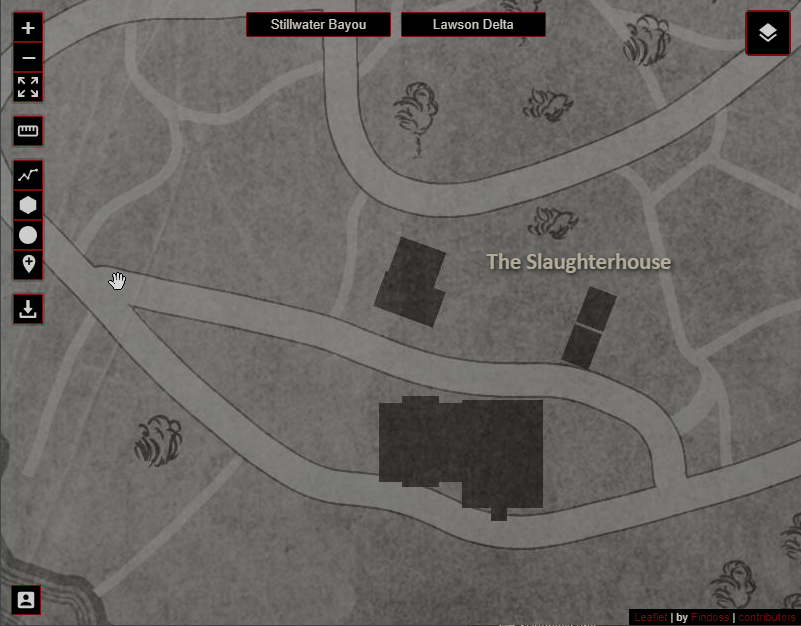 Stillwater Bayou
Lawson Delta
The Slaughterhouse
Leaflet | by Findoss | contributors